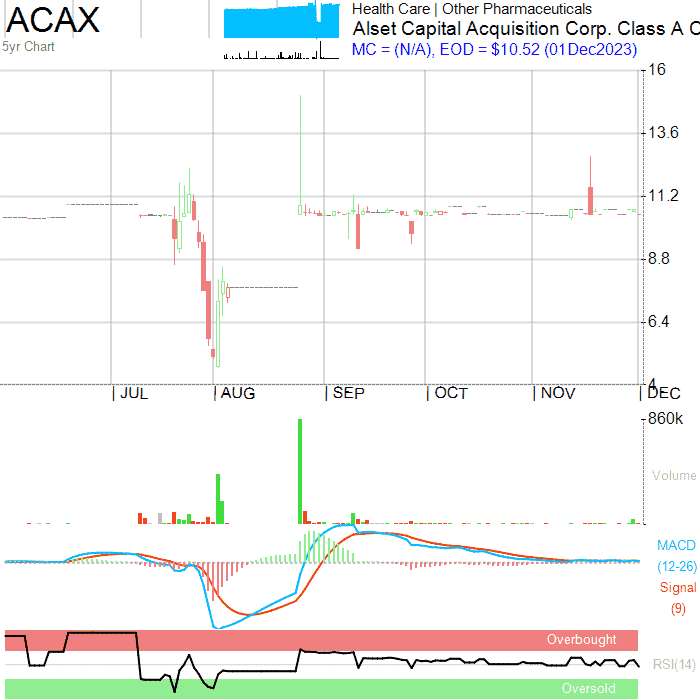 ACAX
5yr Chart
Health Care | Other Pharmaceuticals
Alset Capital Acquisition Corp. Class A C
MC = (N/A), EOD = $10.52 (01Dec2023)
16
13.6
11.2
8.8
6.4
4
| JUL | AUG | SEP | OCT | NOV | DEC
860k
Volume
MACD
(12-26)
Signal
(9)
Overbought
RSI(14)
Oversold